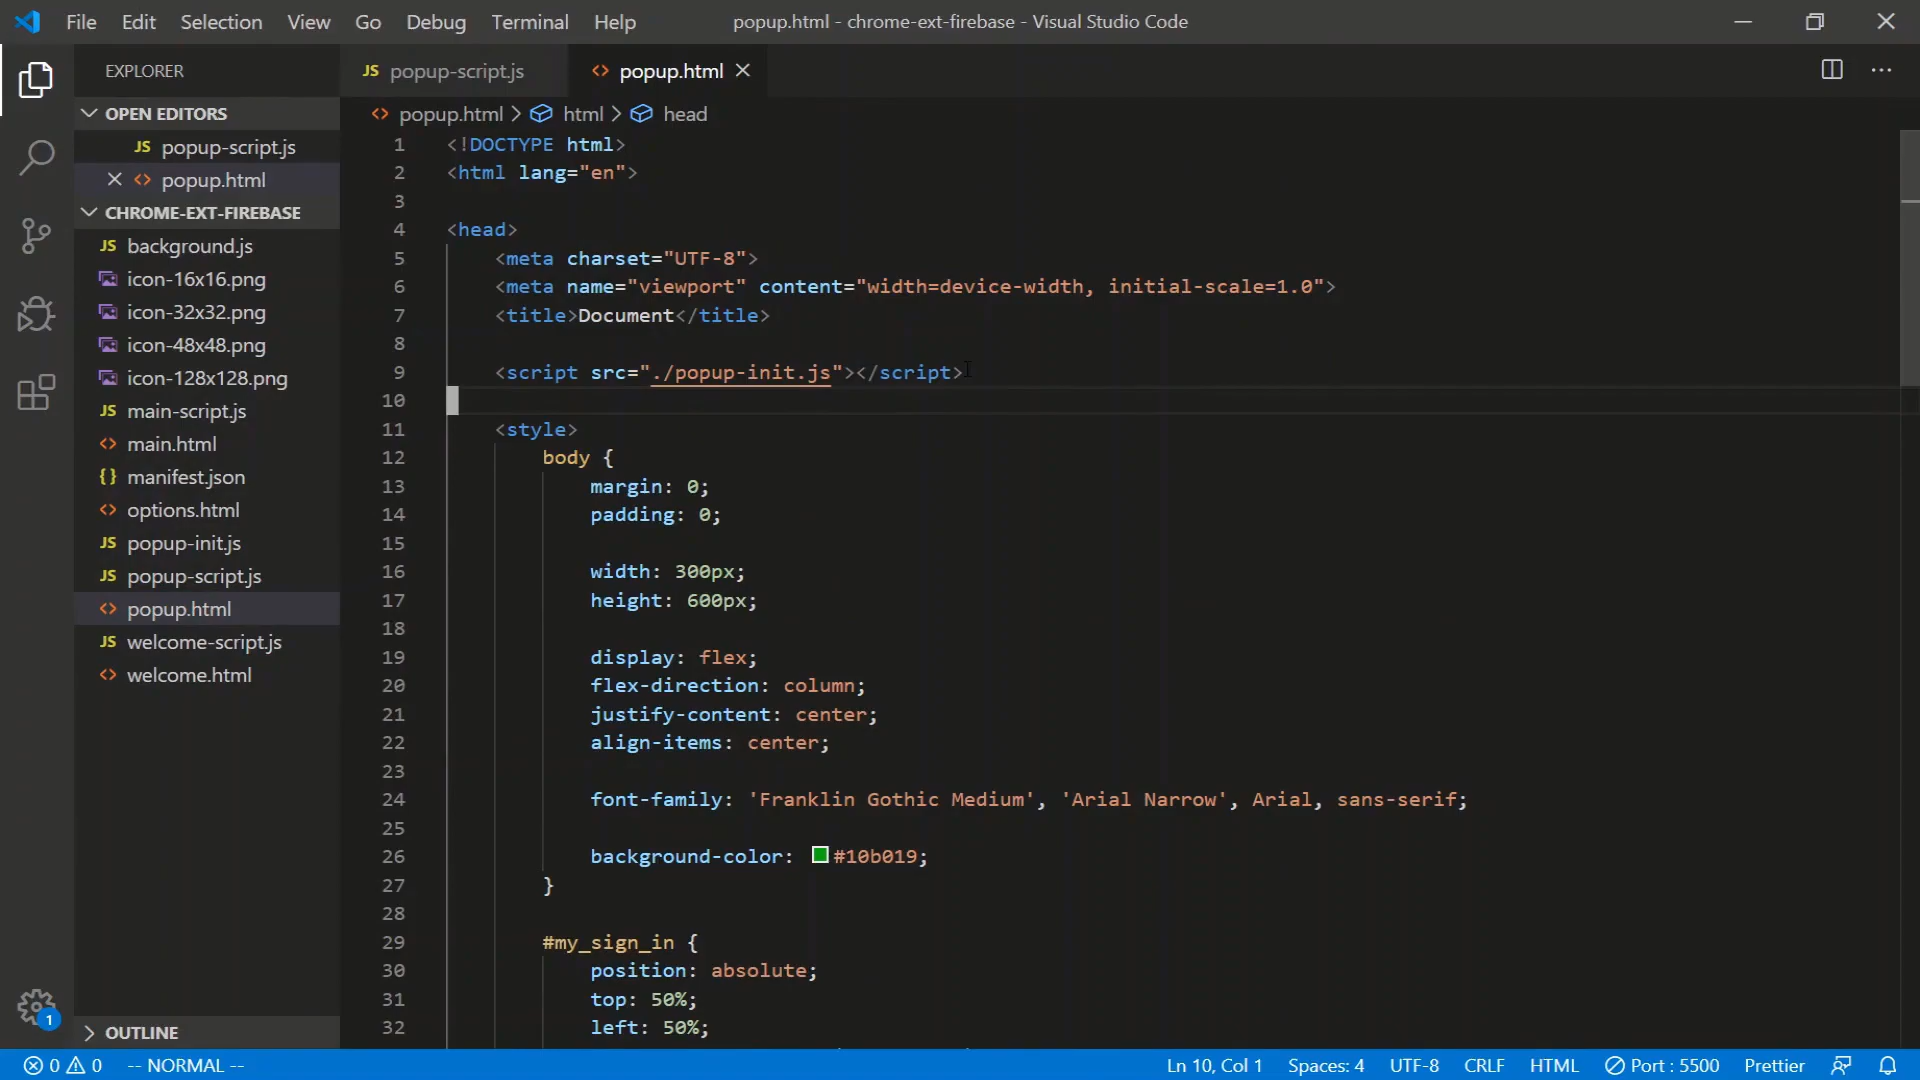 File Edit Selection View Go Debug Terminal Help
popup.html - chrome-ext-firebase - Visual Studio Code
EXPLORER
OPEN EDITORS
JS popup-script.js
popup.html
CHROME-EXT-FIREBASE
JS background.js
icon-16x16.png
icon-32x32.png
icon-48x48.png
icon-128x128.png
JS main-script.js
<> main.html
{} manifest.json
<> options.html
JS popup-init.js
JS popup-script.js
<> popup.html
JS welcome-script.js
<> welcome.html
OUTLINE
JS popup-script.js
<> popup.html
<> popup.html > html > head
1 <!DOCTYPE html>
2 <html lang="en">
3
4 <head>
5 <meta charset="UTF-8">
6 <meta name="viewport" content="width=device-width, initial-scale=1.0">
7 <title>Document</title>
8
9 <script src="./popup-init.js"></script>
10
11 <style>
12 body {
13 margin: 0;
14 padding: 0;
15
16 width: 300px;
17 height: 600px;
18
19 display: flex;
20 flex-direction: column;
21 justify-content: center;
22 align-items: center;
23
24 font-family: 'Franklin Gothic Medium', 'Arial Narrow', Arial, sans-serif;
25
26 background-color: #10b019;
27 }
28
29 #my_sign_in {
30 position: absolute;
31 top: 50%;
32 left: 50%;
1
0 0 -- NORMAL --
Ln 10, Col 1 Spaces: 4 UTF-8 CRLF HTML Port : 5500 Prettier